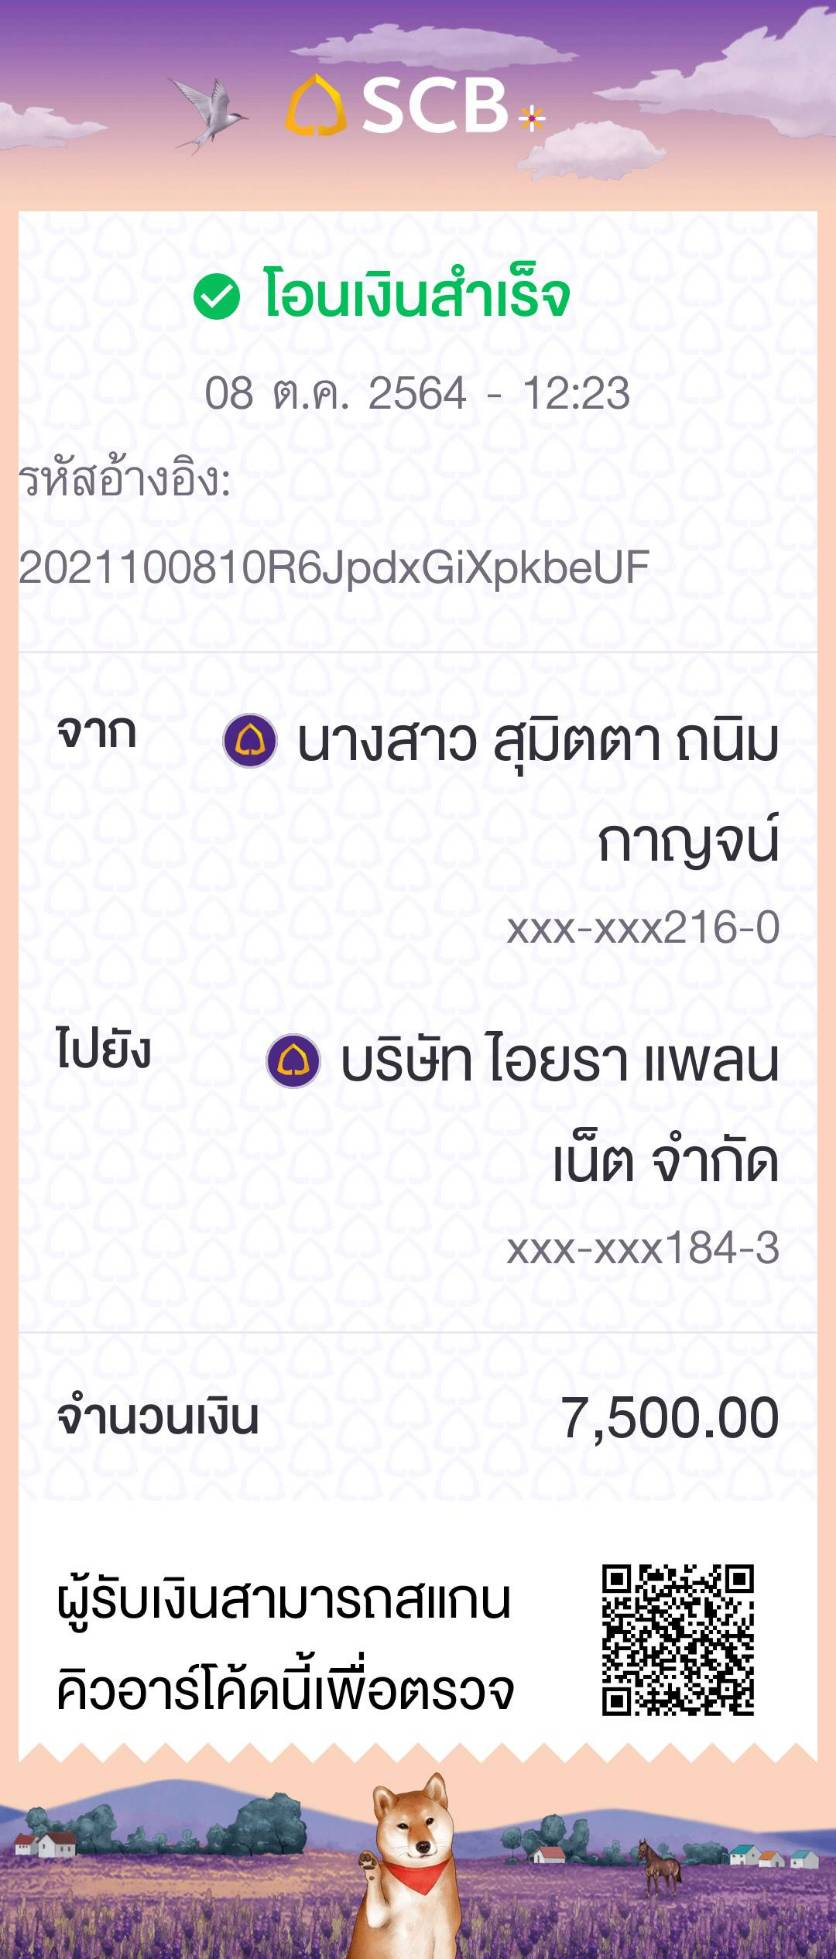 SCB
โอนเงินสำเร็จ
08 ต.ค. 2564 - 12:23
รหัสอ้างอิง:
2021100810R6JpdxGiXpkbeUF
จาก นางสาว สุมิตตา ถนิม
กาญจน์
xxx-xxx216-0
ไปยัง บริษัท ไอยรา แพลน
เน็ต จำกัด
xxx-xxx184-3
จำนวนเงิน 7,500.00
ผู้รับเงินสามารถสแกน
คิวอาร์โค้ดนี้เพื่อตรวจ